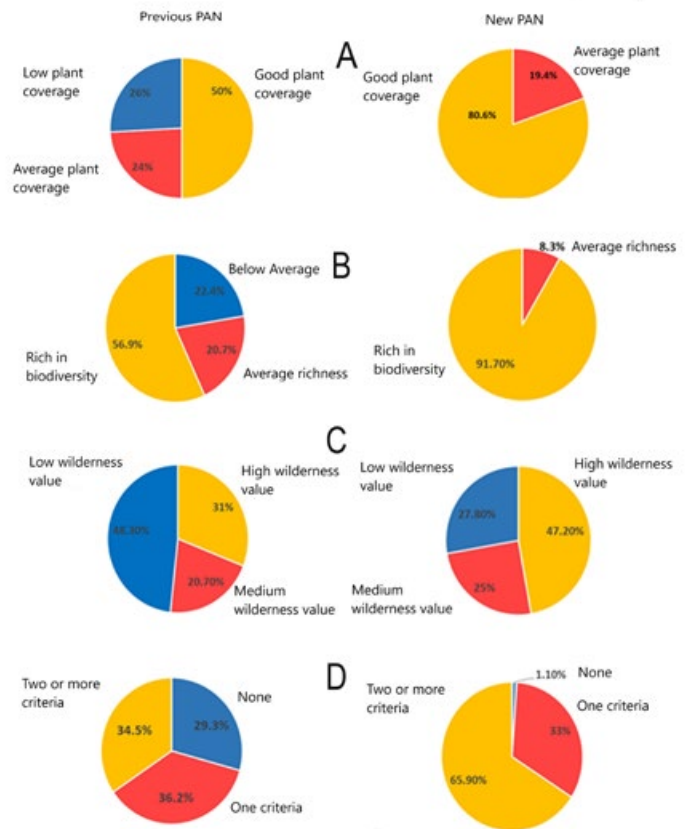 Previous PAN
New PAN
A
Low plant
coverage
26%
Good plant
coverage
50%
Average plant
coverage
24%
Good plant
coverage
80.6%
Average plant
coverage
19.4%
B
Below Average
22.4%
56.9%
Rich in
biodiversity
20.7%
Average richness
8.3%
Average richness
Rich in
biodiversity
91.70%
C
Low wilderness
value
48.30%
High wilderness
value
31%
20.70%
Medium
wilderness value
Low wilderness
value
27.80%
High wilderness
value
47.20%
Medium
wilderness value
25%
D
Two or more
criteria
34.5%
None
29.3%
36.2%
One criteria
Two or more
criteria
65.90%
1.10%
None
One criteria
33%